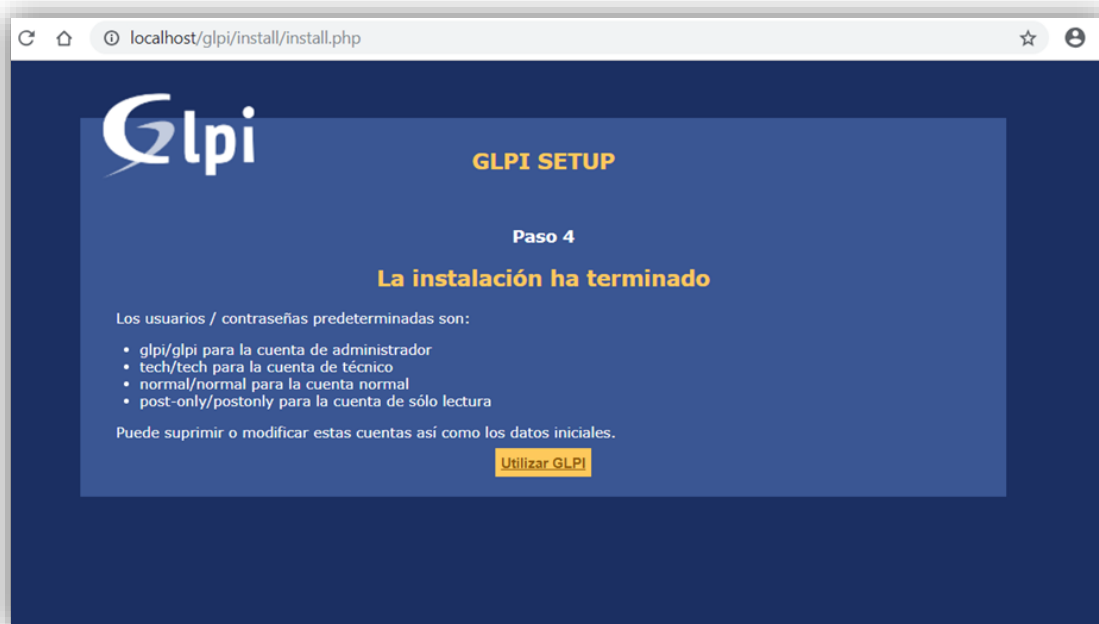 localhost/glpi/install/install.php
Glpi
GLPI SETUP
Paso 4
La instalación ha terminado
Los usuarios / contraseñas predeterminadas son:
• glpi/glpi para la cuenta de administrador
• tech/tech para la cuenta de técnico
• normal/normal para la cuenta normal
• post-only/postonly para la cuenta de sólo lectura
Puede suprimir o modificar estas cuentas así como los datos iniciales.
Utilizar GLPI